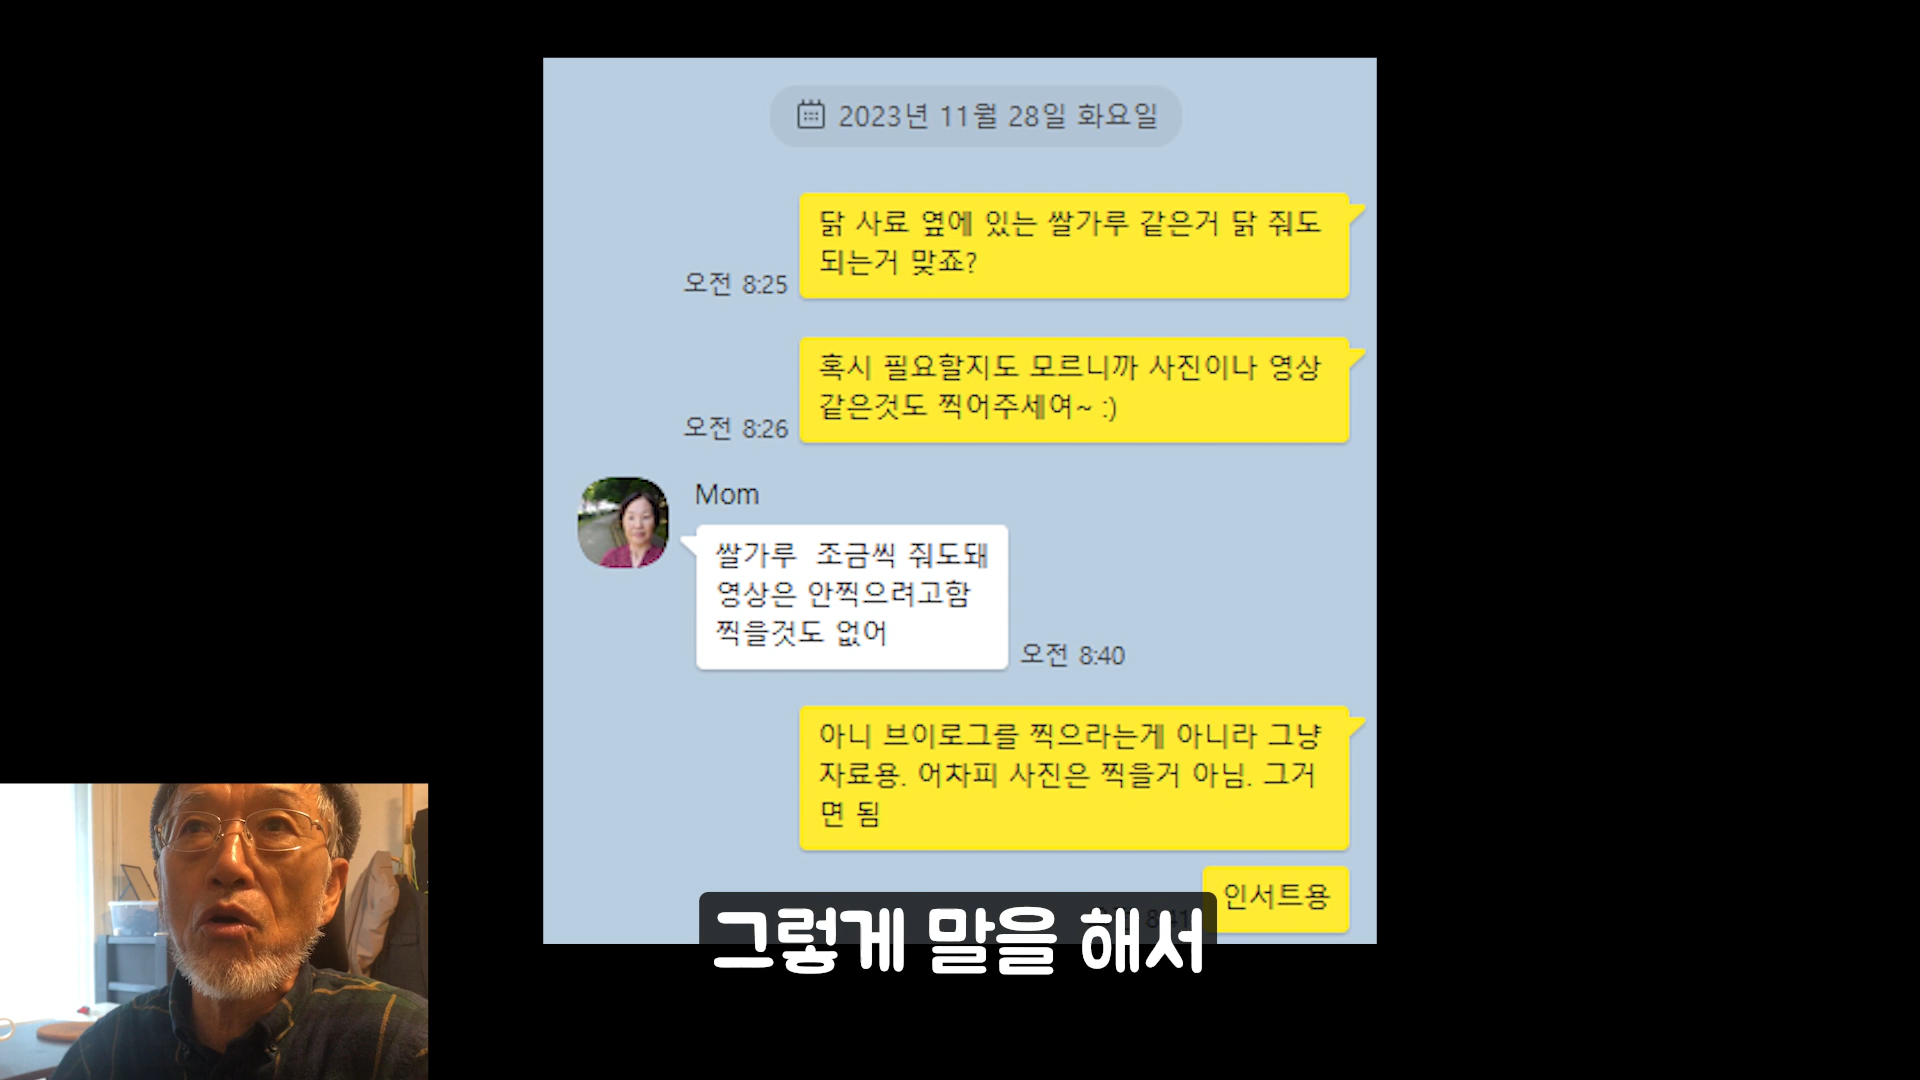 2023년 11월 28일 화요일
닭 사료 옆에 있는 쌀가루 같은거 닭 줘도
되는거 맞죠?
오전 8:25
혹시 필요할지도 모르니까 사진이나 영상
같은것도 찍어주세여~ :)
오전 8:26
Mom
쌀가루  조금씩 줘도돼
영상은 안찍으려고함
찍을것도 없어
오전 8:40
아니 브이로그를 찍으라는게 아니라 그냥
자료용. 어차피 사진은 찍을거 아님. 그거
면 됨
인서트용
그렇게 말을 해서